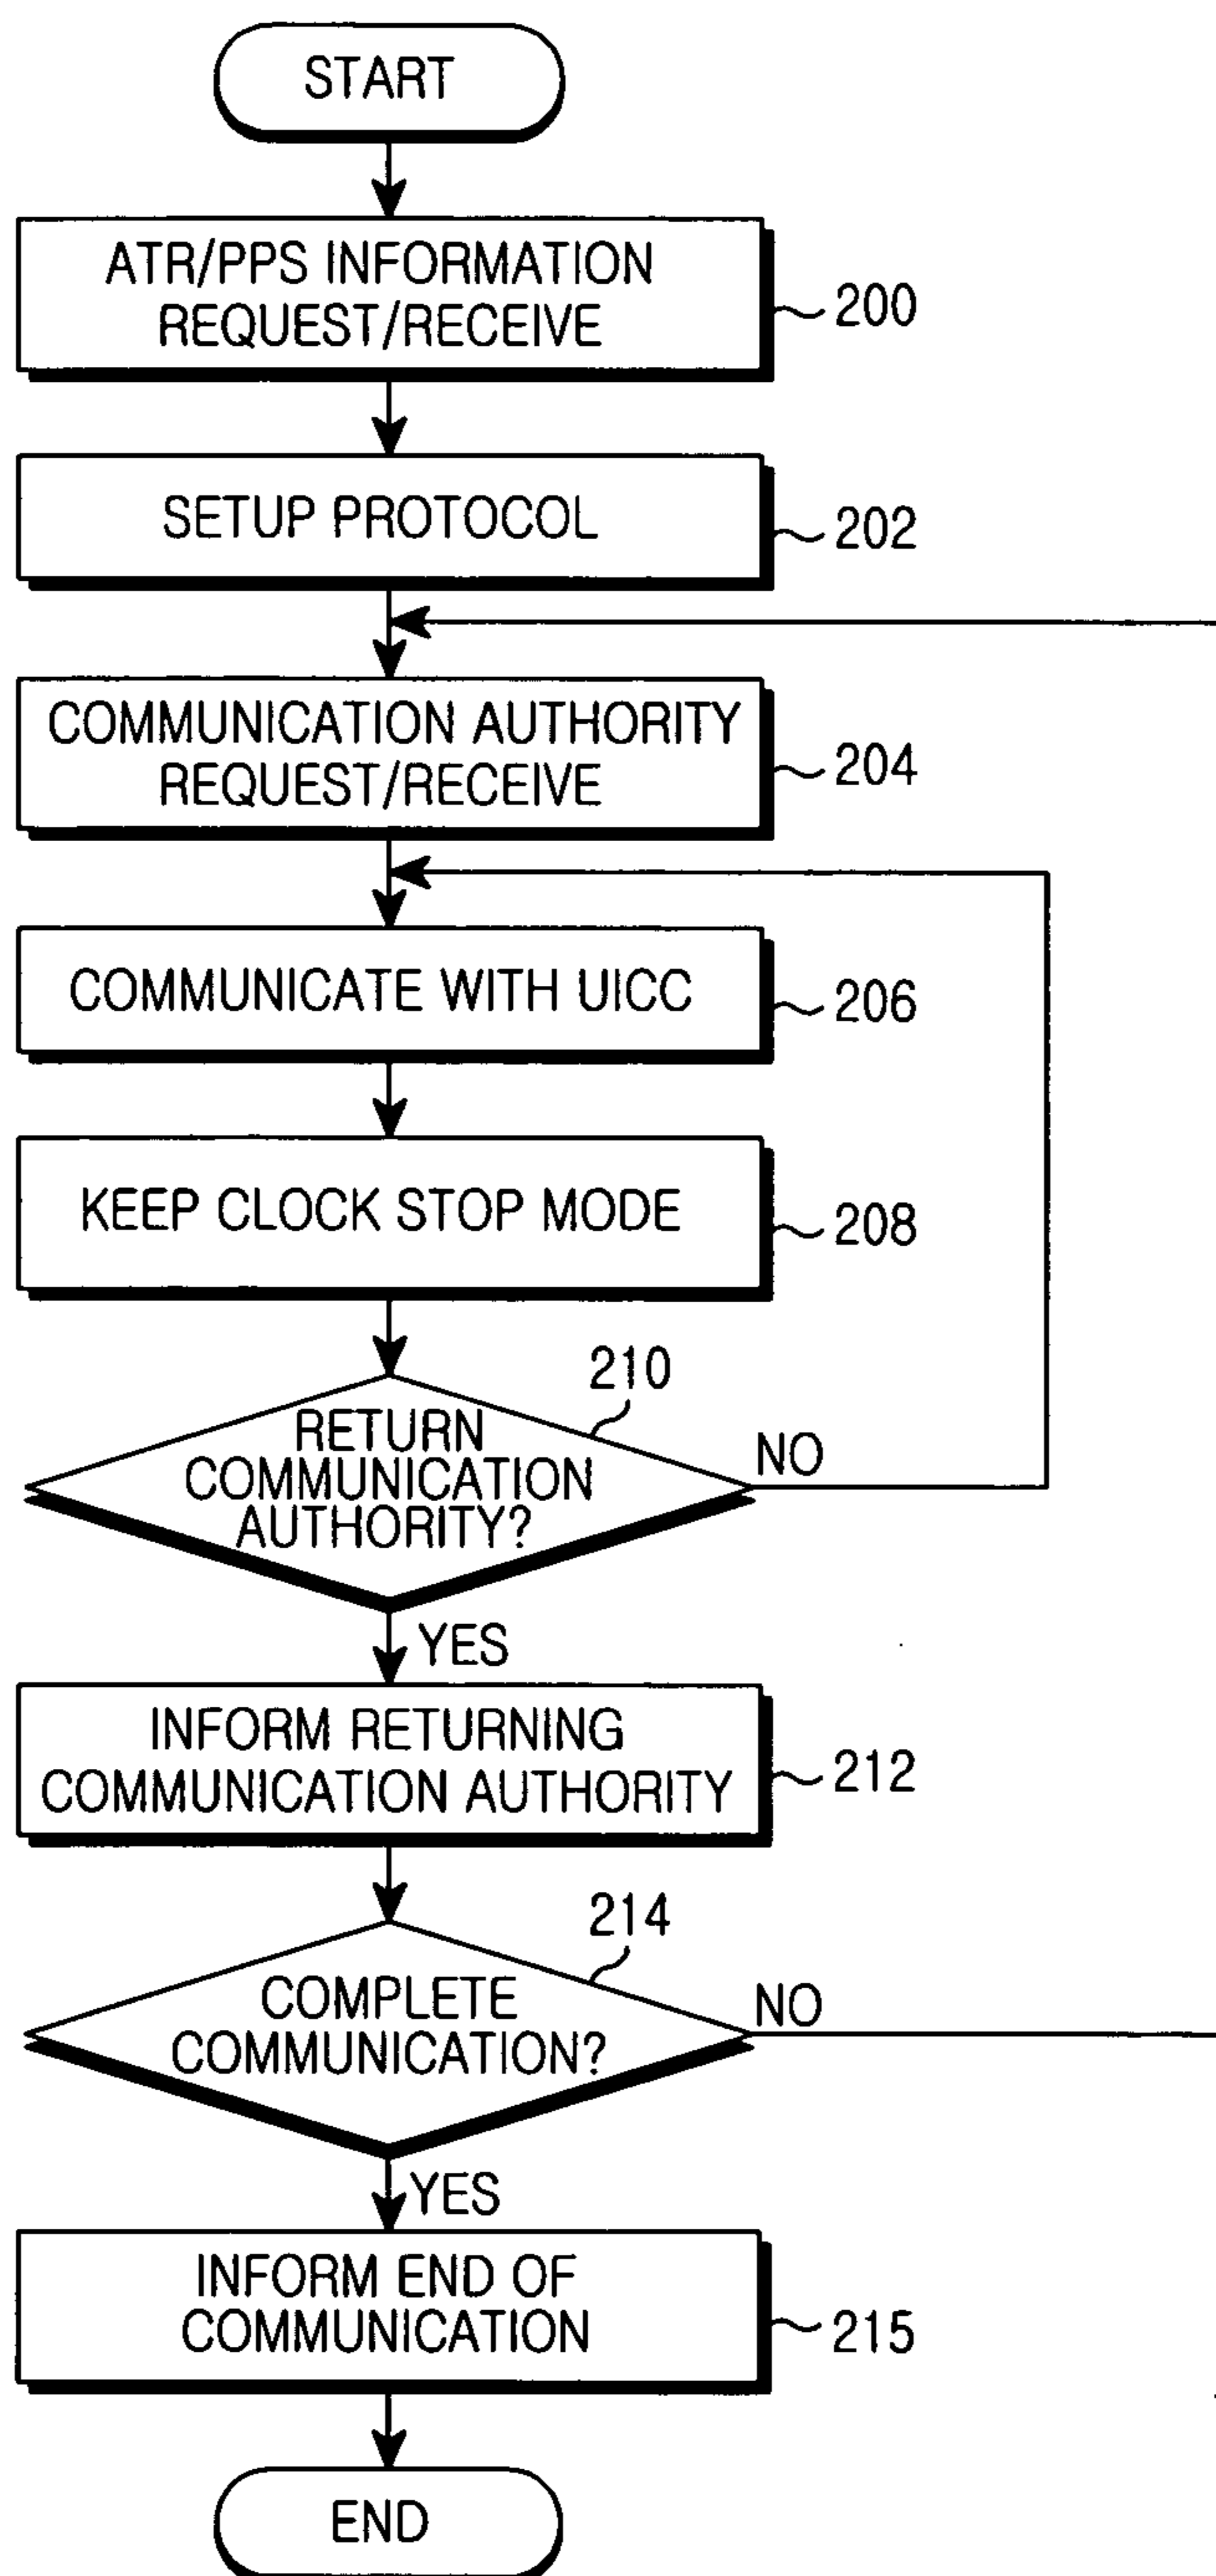 START
ATR/PPS INFORMATION
REQUEST/RECEIVE
200
SETUP PROTOCOL
202
COMMUNICATION AUTHORITY
REQUEST/RECEIVE
204
COMMUNICATE WITH UICC
206
KEEP CLOCK STOP MODE
208
210
RETURN
COMMUNICATION
AUTHORITY?
NO
YES
INFORM RETURNING
COMMUNICATION AUTHORITY
212
214
COMPLETE
COMMUNICATION?
NO
YES
INFORM END OF
COMMUNICATION
215
END